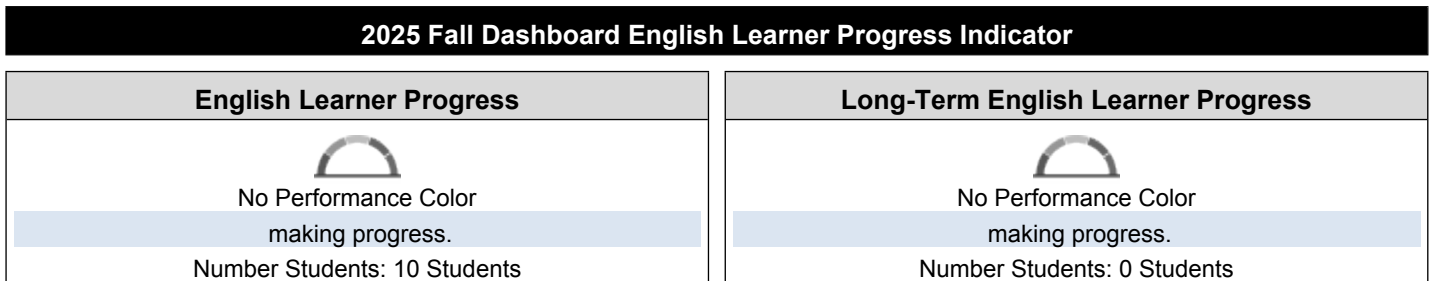 2025 Fall Dashboard English Learner Progress Indicator
English Learner Progress
No Performance Color
making progress.
Number Students: 10 Students
Long-Term English Learner Progress
No Performance Color
making progress.
Number Students: 0 Students